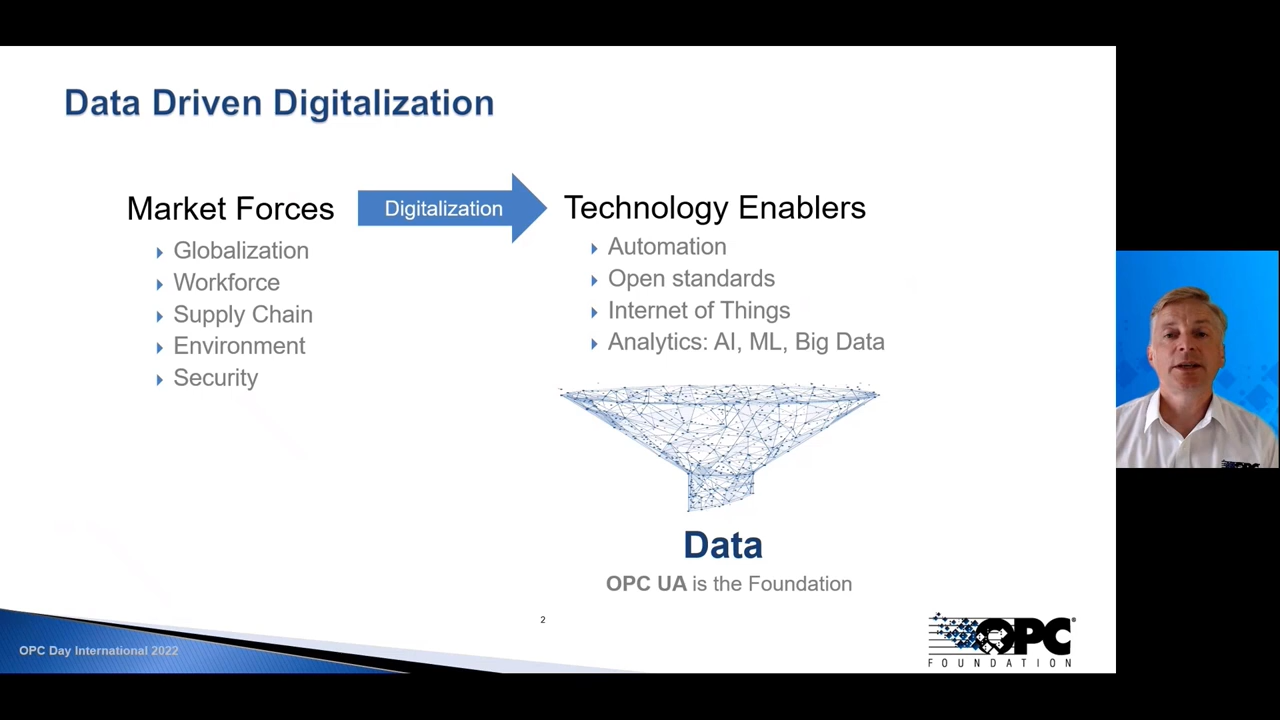 Data Driven Digitalization
Market Forces
Globalization
Workforce
Supply Chain
Environment
Security
Digitalization
Technology Enablers
Automation
Open standards
Internet of Things
Analytics: AI, ML, Big Data
Data
OPC UA is the Foundation
2
OPC Day International 2022
OPC®
FOUNDATION
OPC